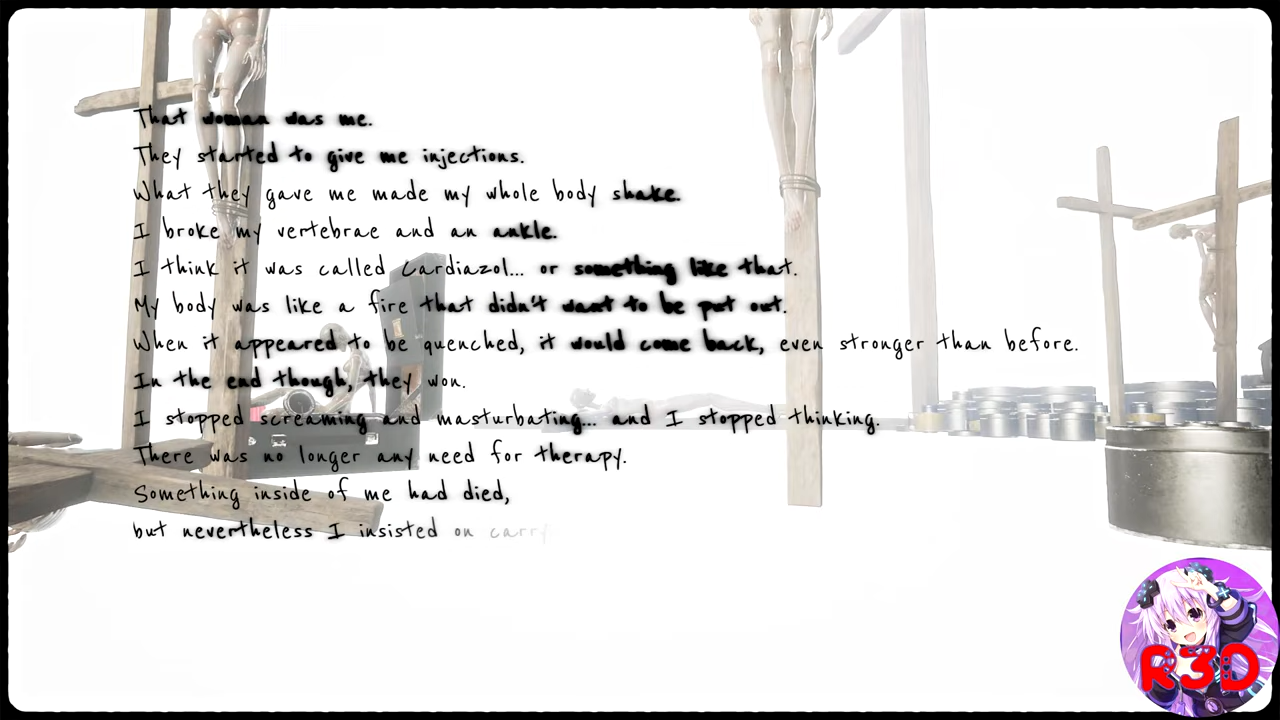 That woman was me.
They started to give me injections.
What they gave me made my whole body shake.
I broke my vertebrae and an ankle.
I think it was called Cardiazol... or something like that.
My body was like a fire that didn't want to be put out.
When it appeared to be quenched, it would come back, even stronger than before.
In the end though, they won.
I stopped screaming and masturbating... and I stopped thinking.
There was no longer any need for therapy.
Something inside of me had died,
but nevertheless I insisted on carry
R3D